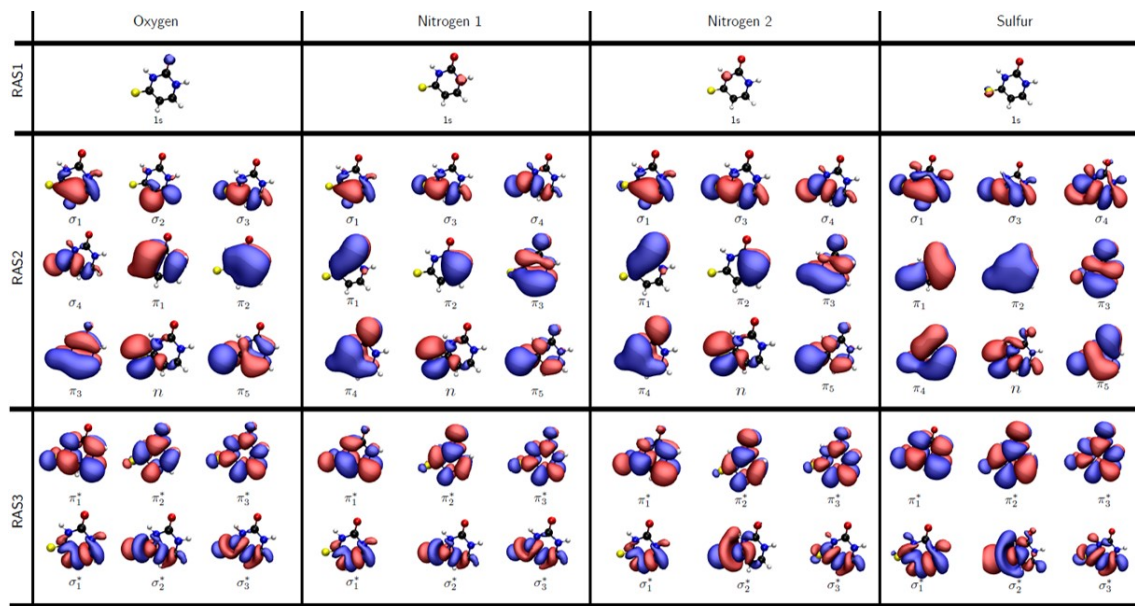 Oxygen Nitrogen 1 Nitrogen 2 Sulfur
RAS1
1s 1s 1s 1s
RAS2
σ₁ σ₂ σ₃ σ₁ σ₃ σ₄ σ₁ σ₃ σ₄ σ₁ σ₃ σ₄
σ₄ π₁ π₂ π₁ π₂ π₃ π₁ π₂ π₃ π₁ π₂ π₃
π₃ n π₅ π₄ n π₅ π₄ n π₅ π₄ n π₅
RAS3
π₁* π₂* π₃* π₁* π₂* π₃* π₁* π₂* π₃* π₁* π₂* π₃*
σ₁* σ₂* σ₃* σ₁* σ₂* σ₃* σ₁* σ₂* σ₃* σ₁* σ₂* σ₃*